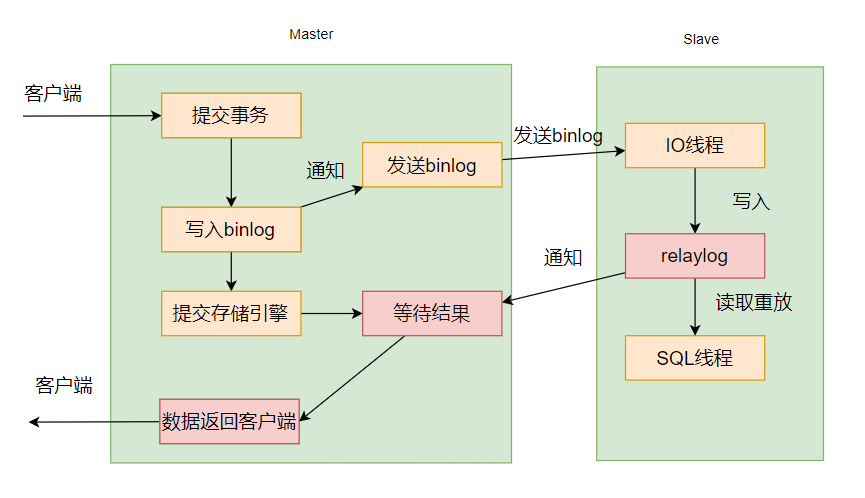 Master
Slave
客户端
提交事务
发送binlog
IO线程
通知
发送binlog
写入
写入binlog
通知
relaylog
提交存储引擎
等待结果
读取重放
SQL线程
客户端
数据返回客户端